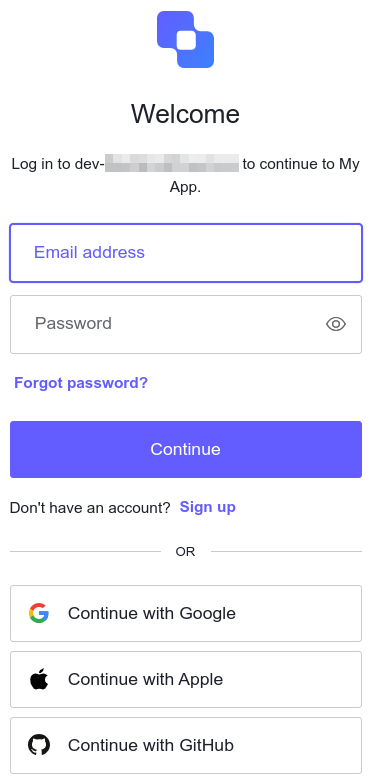 Welcome
Log in to dev- to continue to My
App.
Email address
Password
Forgot password?
Continue
Don't have an account? Sign up
OR
Continue with Google
Continue with Apple
Continue with GitHub